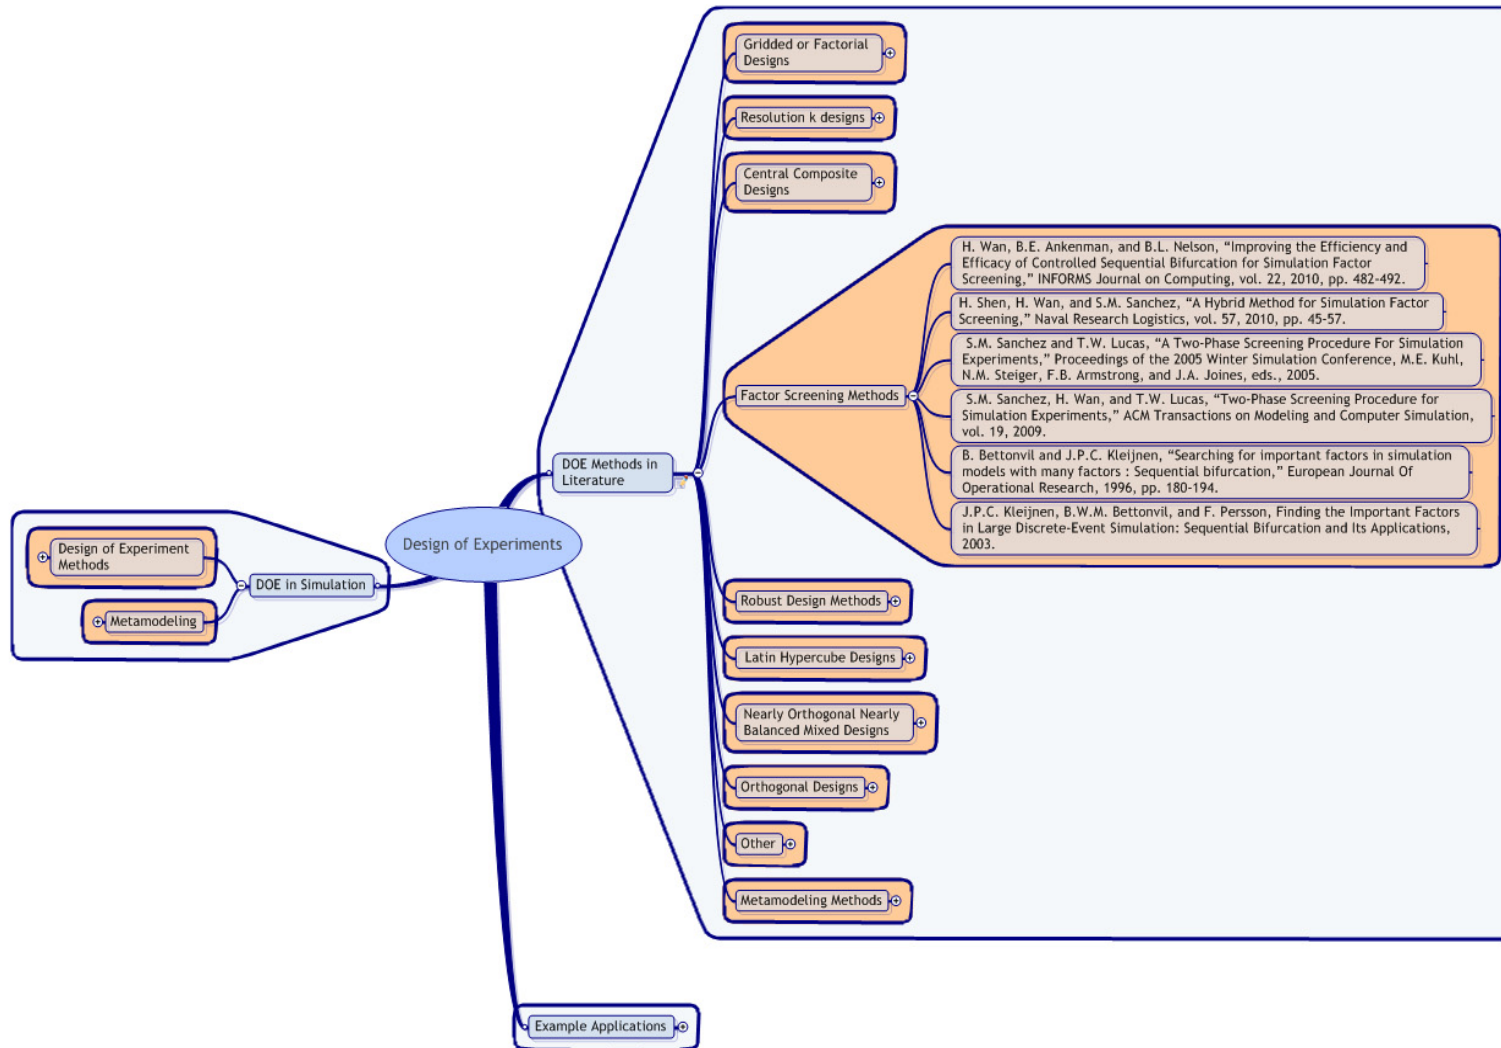 Gridded or Factorial
Designs
Resolution k designs
Central Composite
Designs
H. Wan, B.E. Ankenman, and B.L. Nelson, “Improving the Efficiency and
Efficacy of Controlled Sequential Bifurcation for Simulation Factor
Screening,” INFORMS Journal on Computing, vol. 22, 2010, pp. 482-492.
H. Shen, H. Wan, and S.M. Sanchez, “A Hybrid Method for Simulation Factor
Screening,” Naval Research Logistics, vol. 57, 2010, pp. 45-57.
S.M. Sanchez and T.W. Lucas, “A Two-Phase Screening Procedure For Simulation
Experiments,” Proceedings of the 2005 Winter Simulation Conference, M.E. Kuhl,
N.M. Steiger, F.B. Armstrong, and J.A. Joines, eds., 2005.
Factor Screening Methods
S.M. Sanchez, H. Wan, and T.W. Lucas, “Two-Phase Screening Procedure for
Simulation Experiments,” ACM Transactions on Modeling and Computer Simulation,
vol. 19, 2009.
B. Bettonvil and J.P.C. Kleijnen, “Searching for important factors in simulation
models with many factors : Sequential bifurcation,” European Journal Of
Operational Research, 1996, pp. 180-194.
J.P.C. Kleijnen, B.W.M. Bettonvil, and F. Persson, Finding the Important Factors
in Large Discrete-Event Simulation: Sequential Bifurcation and Its Applications,
2003.
DOE Methods in
Literature
Design of Experiments
Design of Experiment
Methods
DOE in Simulation
Metamodeling
Robust Design Methods
Latin Hypercube Designs
Nearly Orthogonal Nearly
Balanced Mixed Designs
Orthogonal Designs
Other
Metamodeling Methods
Example Applications